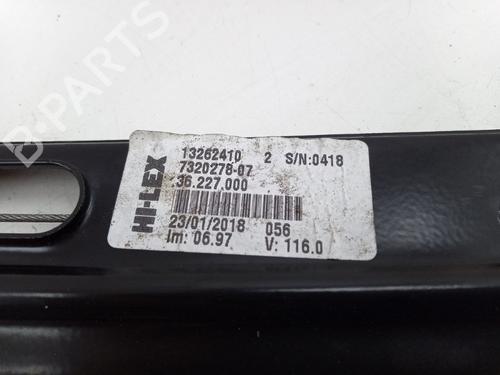 HI-LEX
13262410 2 S/N:0418
7320278-07
36.227.000
23/01/2018 056
Im: 06.97 V: 116.0
B-PARTS